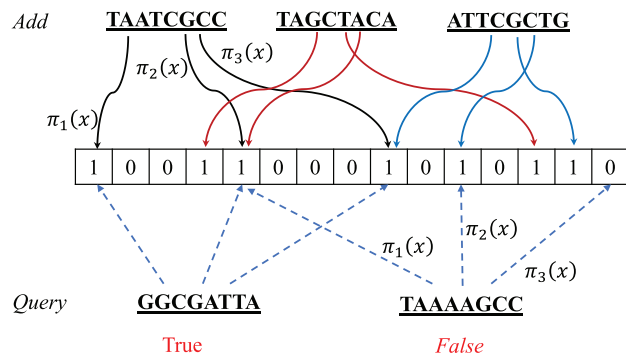 Add TAATCGCC TAGCTACA ATTCGCTG
π₂(x) π₃(x)
π₁(x)
1 0 0 1 1 0 0 0 1 0 1 0 1 1 0
π₁(x) π₂(x) π₃(x)
Query GGCGATTA TAAAAGCC
True False